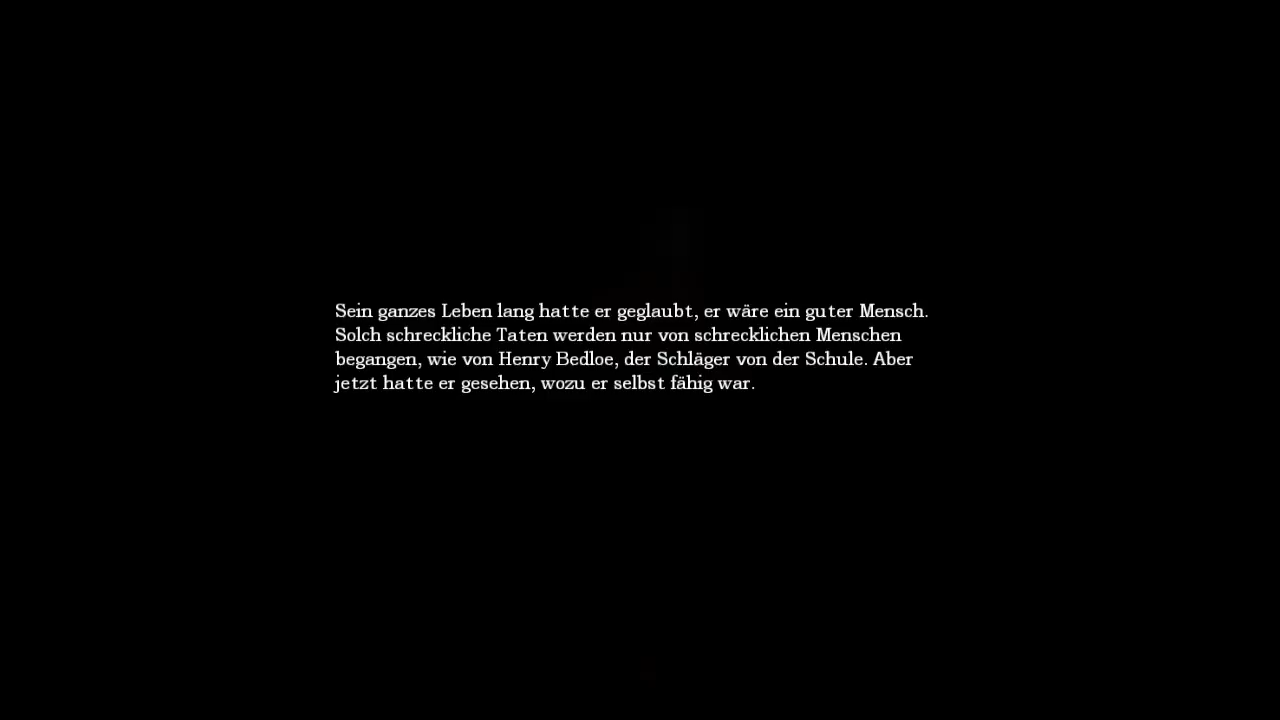 Sein ganzes Leben lang hatte er geglaubt, er wäre ein guter Mensch.
Solch schreckliche Taten werden nur von schrecklichen Menschen
begangen, wie von Henry Bedloe, der Schläger von der Schule. Aber
jetzt hatte er gesehen, wozu er selbst fähig war.